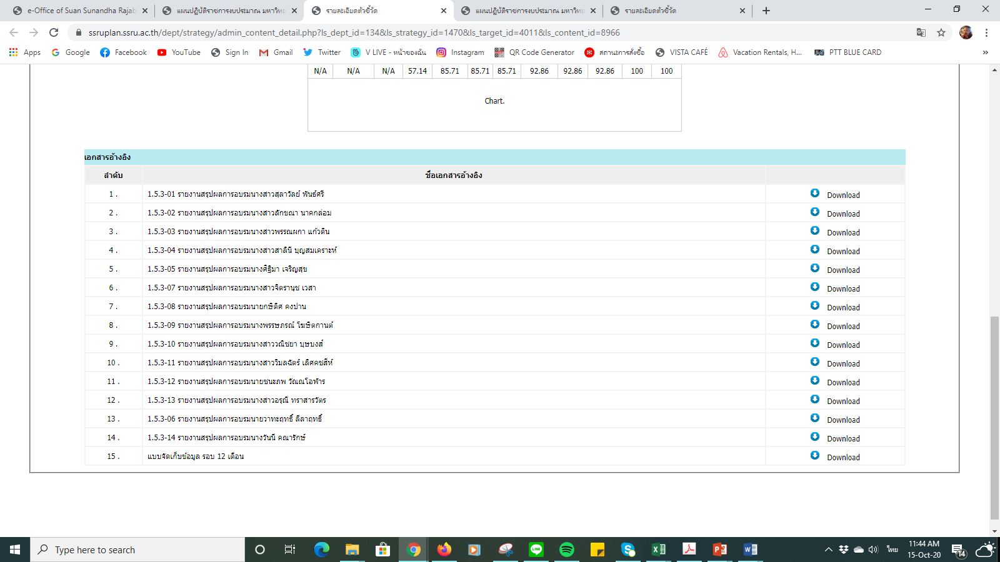 e-Office of Suan Sunandha Rajab
แผนปฏิบัติราชการงบประมาณ มหาวิทย
รายละเอียดตัวชี้วัด
แผนปฏิบัติราชการงบประมาณ มหาวิทย
รายละเอียดตัวชี้วัด
ssruplan.ssru.ac.th/dept/strategy/admin_content_detail.php?ls_dept_id=134&ls_strategy_id=1470&ls_target_id=4011&ls_content_id=8966
Apps Google Facebook YouTube Sign In Gmail Twitter V LIVE - หน้าของฉัน Instagram QR Code Generator สถานะการสั่งซื้อ VISTA CAFÉ Vacation Rentals, H... PTT BLUE CARD »
N/A N/A N/A 57.14 85.71 85.71 85.71 92.86 92.86 92.86 100 100
Chart.
เอกสารอ้างอิง
ลำดับ ชื่อเอกสารอ้างอิง
1 . 1.5.3-01 รายงานสรุปผลการอบรมนางสาวสุลาวัลย์ พันธ์ศรี Download
2 . 1.5.3-02 รายงานสรุปผลการอบรมนางสาวลักขณา นาคกล่อม Download
3 . 1.5.3-03 รายงานสรุปผลการอบรมนางสาวพรรณผกา แก้วติน Download
4 . 1.5.3-04 รายงานสรุปผลการอบรมนางสาวสาลินี บุญสมเคราะห์ Download
5 . 1.5.3-05 รายงานสรุปผลการอบรมนางศิฐิมา เจริญสุข Download
6 . 1.5.3-07 รายงานสรุปผลการอบรมนางสาวจิตรานุช เวสา Download
7 . 1.5.3-08 รายงานสรุปผลการอบรมนายกษิดิศ คงปาน Download
8 . 1.5.3-09 รายงานสรุปผลการอบรมนางพรรษภรณ์ โฆษิตกานต์ Download
9 . 1.5.3-10 รายงานสรุปผลการอบรมนางสาววณิชยา บุษบงส์ Download
10 . 1.5.3-11 รายงานสรุปผลการอบรมนางสาววิมลฉัตร์ เลิศคชสีห์ Download
11 . 1.5.3-12 รายงานสรุปผลการอบรมนายชนะภพ วัณณโอฬาร Download
12 . 1.5.3-13 รายงานสรุปผลการอบรมนางสาวอรุณี ทราสารวัตร Download
13 . 1.5.3-06 รายงานสรุปผลการอบรมนายวาทะฤทธิ์ ลีลาฤทธิ์ Download
14 . 1.5.3-14 รายงานสรุปผลการอบรมนางวันนี คณารักษ์ Download
15 . แบบจัดเก็บข้อมูล รอบ 12 เดือน Download
Type here to search
ไทย
11:44 AM
15-Oct-20
14